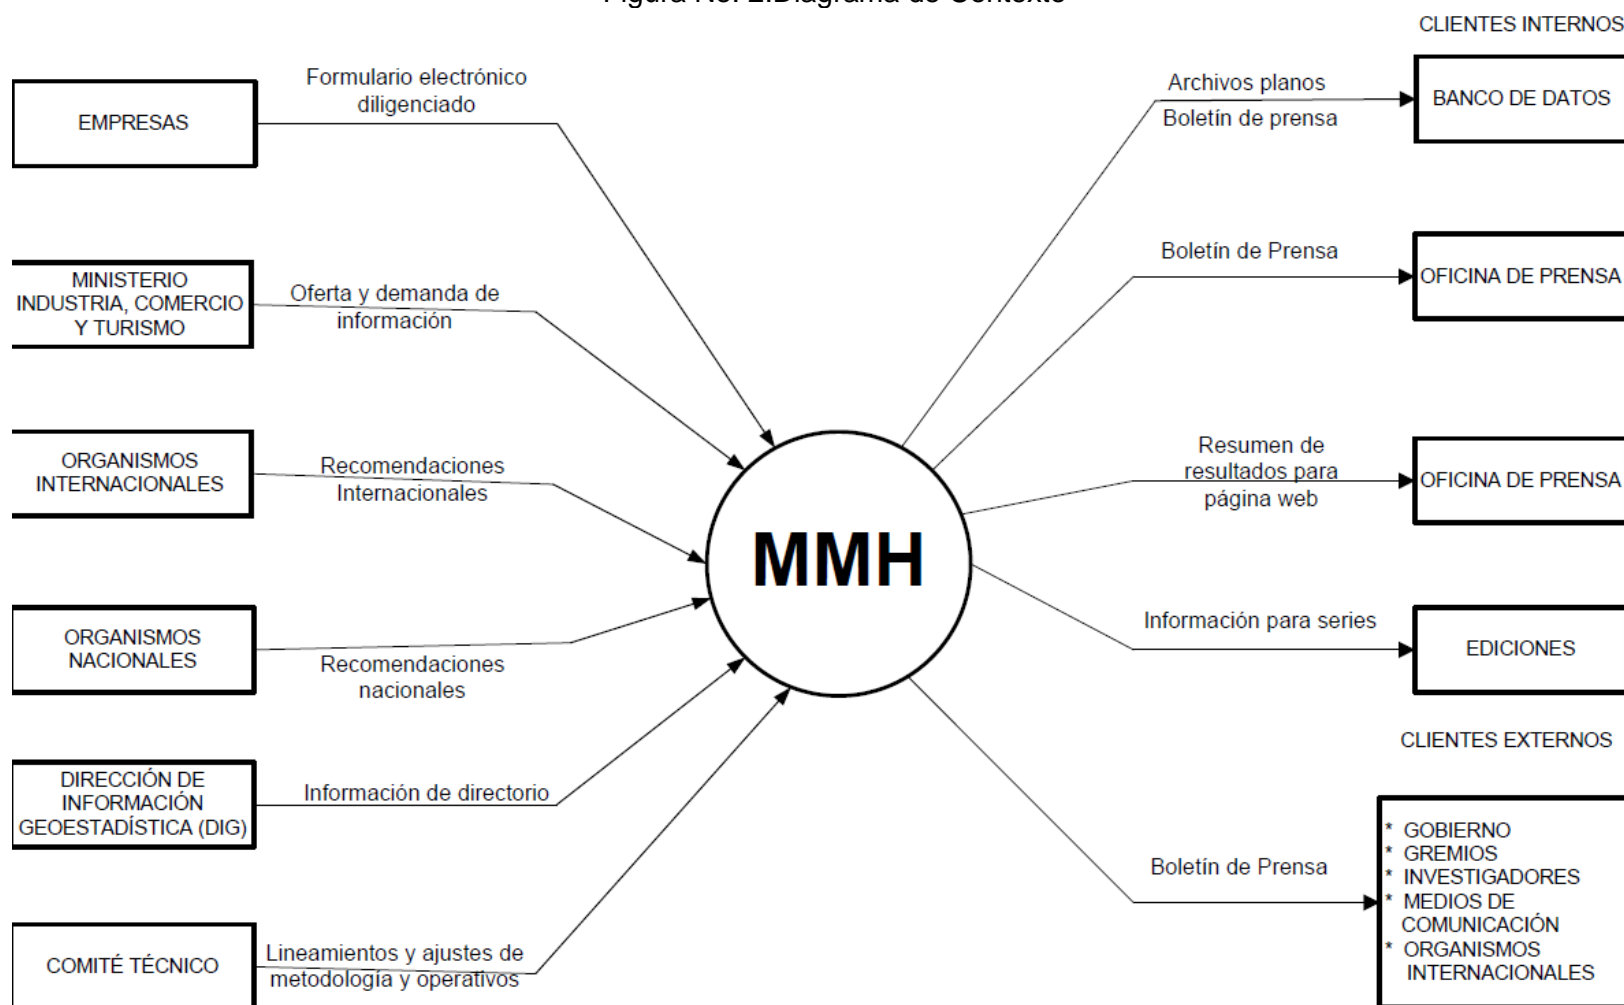 Figura No. 2.Diagrama de Contexto
CLIENTES INTERNOS
EMPRESAS
Formulario electrónico
diligenciado
Archivos planos
Boletín de prensa
BANCO DE DATOS
MINISTERIO
INDUSTRIA, COMERCIO
Y TURISMO
Oferta y demanda de
información
Boletín de Prensa
OFICINA DE PRENSA
ORGANISMOS
INTERNACIONALES
Recomendaciones
Internacionales
Resumen de
resultados para
página web
OFICINA DE PRENSA
MMH
ORGANISMOS
NACIONALES
Recomendaciones
nacionales
Información para series
EDICIONES
CLIENTES EXTERNOS
DIRECCIÓN DE
INFORMACIÓN
GEOESTADÍSTICA (DIG)
Información de directorio
Boletín de Prensa
* GOBIERNO
* GREMIOS
* INVESTIGADORES
* MEDIOS DE
COMUNICACIÓN
* ORGANISMOS
INTERNACIONALES
COMITÉ TÉCNICO
Lineamientos y ajustes de
metodología y operativos